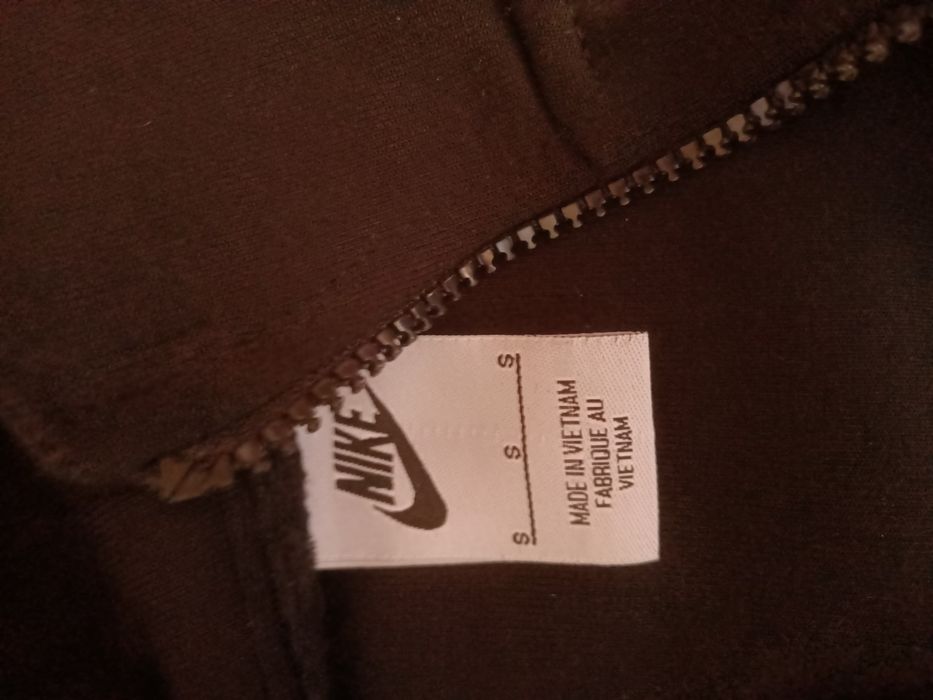 NIKE
S S S
MADE IN VIETNAM
FABRIQUE AU
VIETNAM